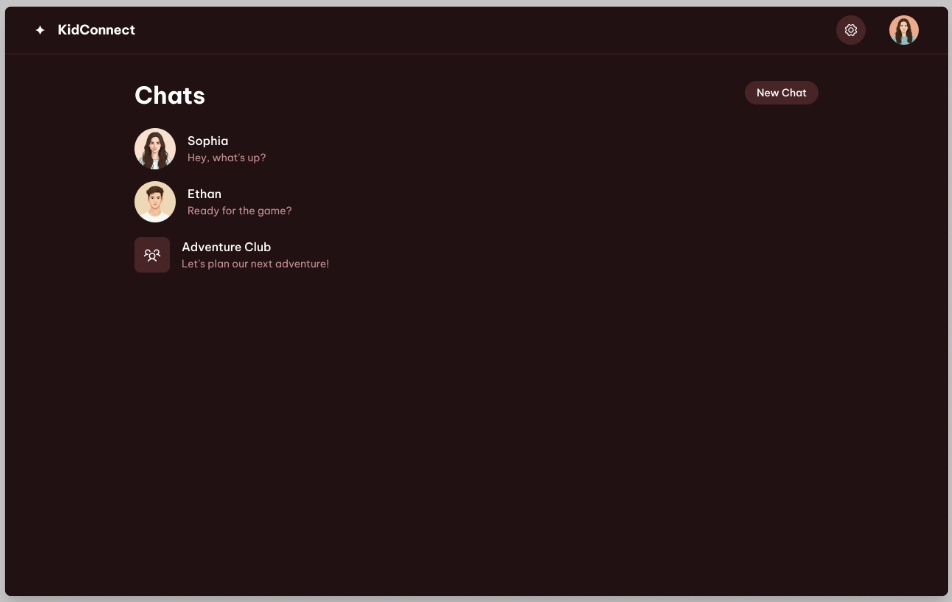 KidConnect
Chats
New Chat
Sophia
Hey, what's up?
Ethan
Ready for the game?
Adventure Club
Let's plan our next adventure!